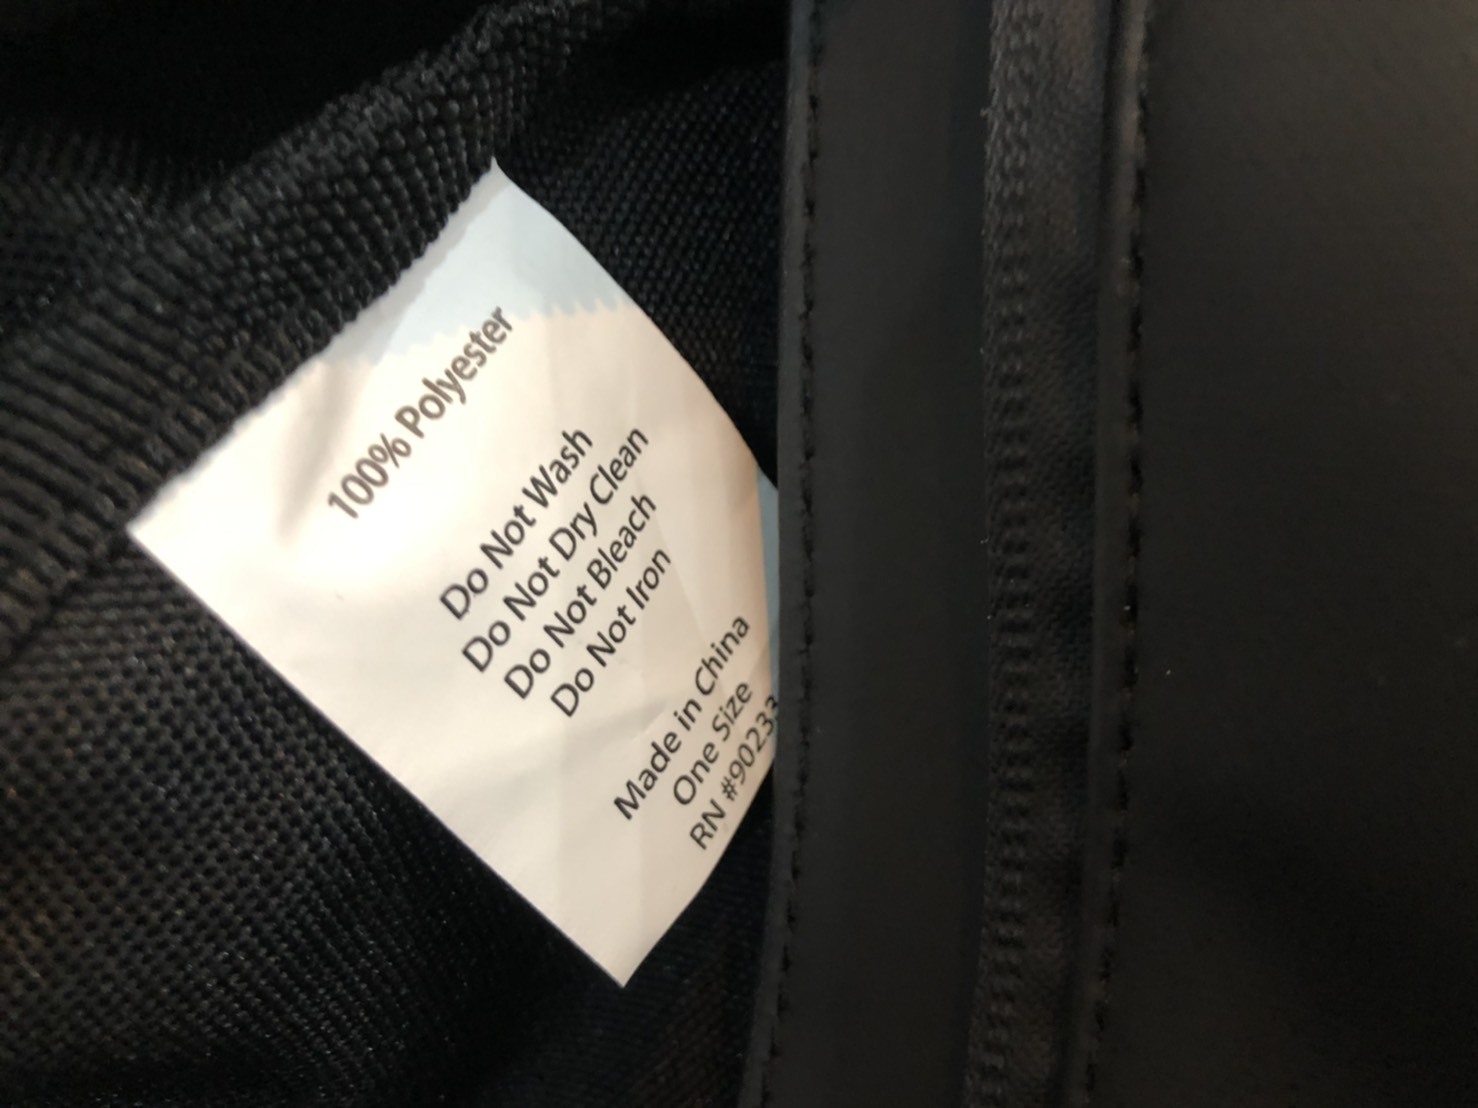 100% Polyester
Do Not Wash
Do Not Dry Clean
Do Not Bleach
Do Not Iron
Made in China
One Size
RN #90233